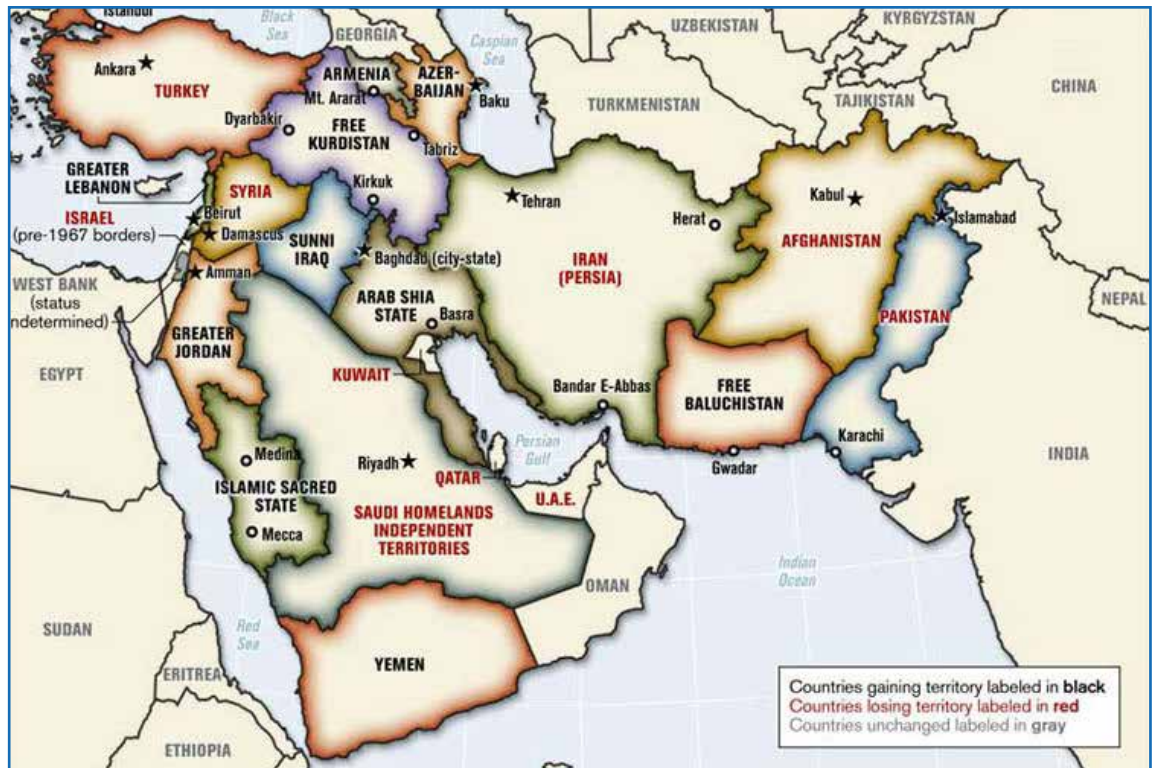 Istanbul
Black
Sea
GEORGIA
Caspian
Sea
UZBEKISTAN
KYRGYZSTAN
Ankara
TURKEY
ARMENIA
Mt. Ararat
AZER-
BAIJAN
Baku
TURKMENISTAN
TAJIKISTAN
CHINA
Dyarbakir
FREE
KURDISTAN
Tabriz
GREATER
LEBANON
SYRIA
Kirkuk
Tehran
Herat
Kabul
Islamabad
ISRAEL
(pre-1967 borders)
Beirut
Damascus
SUNNI
IRAQ
Baghdad (city-state)
IRAN
(PERSIA)
AFGHANISTAN
WEST BANK
(status
ndetermined)
Amman
ARAB SHIA
STATE
Basra
PAKISTAN
NEPAL
GREATER
JORDAN
EGYPT
KUWAIT
Bandar E-Abbas
FREE
BALUCHISTAN
Karachi
Gwadar
INDIA
Persian
Gulf
Medina
Riyadh
QATAR
U.A.E.
ISLAMIC SACRED
STATE
Mecca
SAUDI HOMELANDS
INDEPENDENT
TERRITORIES
OMAN
Indian
Ocean
SUDAN
Red
Sea
ERITREA
YEMEN
ETHIOPIA
Countries gaining territory labeled in black
Countries losing territory labeled in red
Countries unchanged labeled in gray